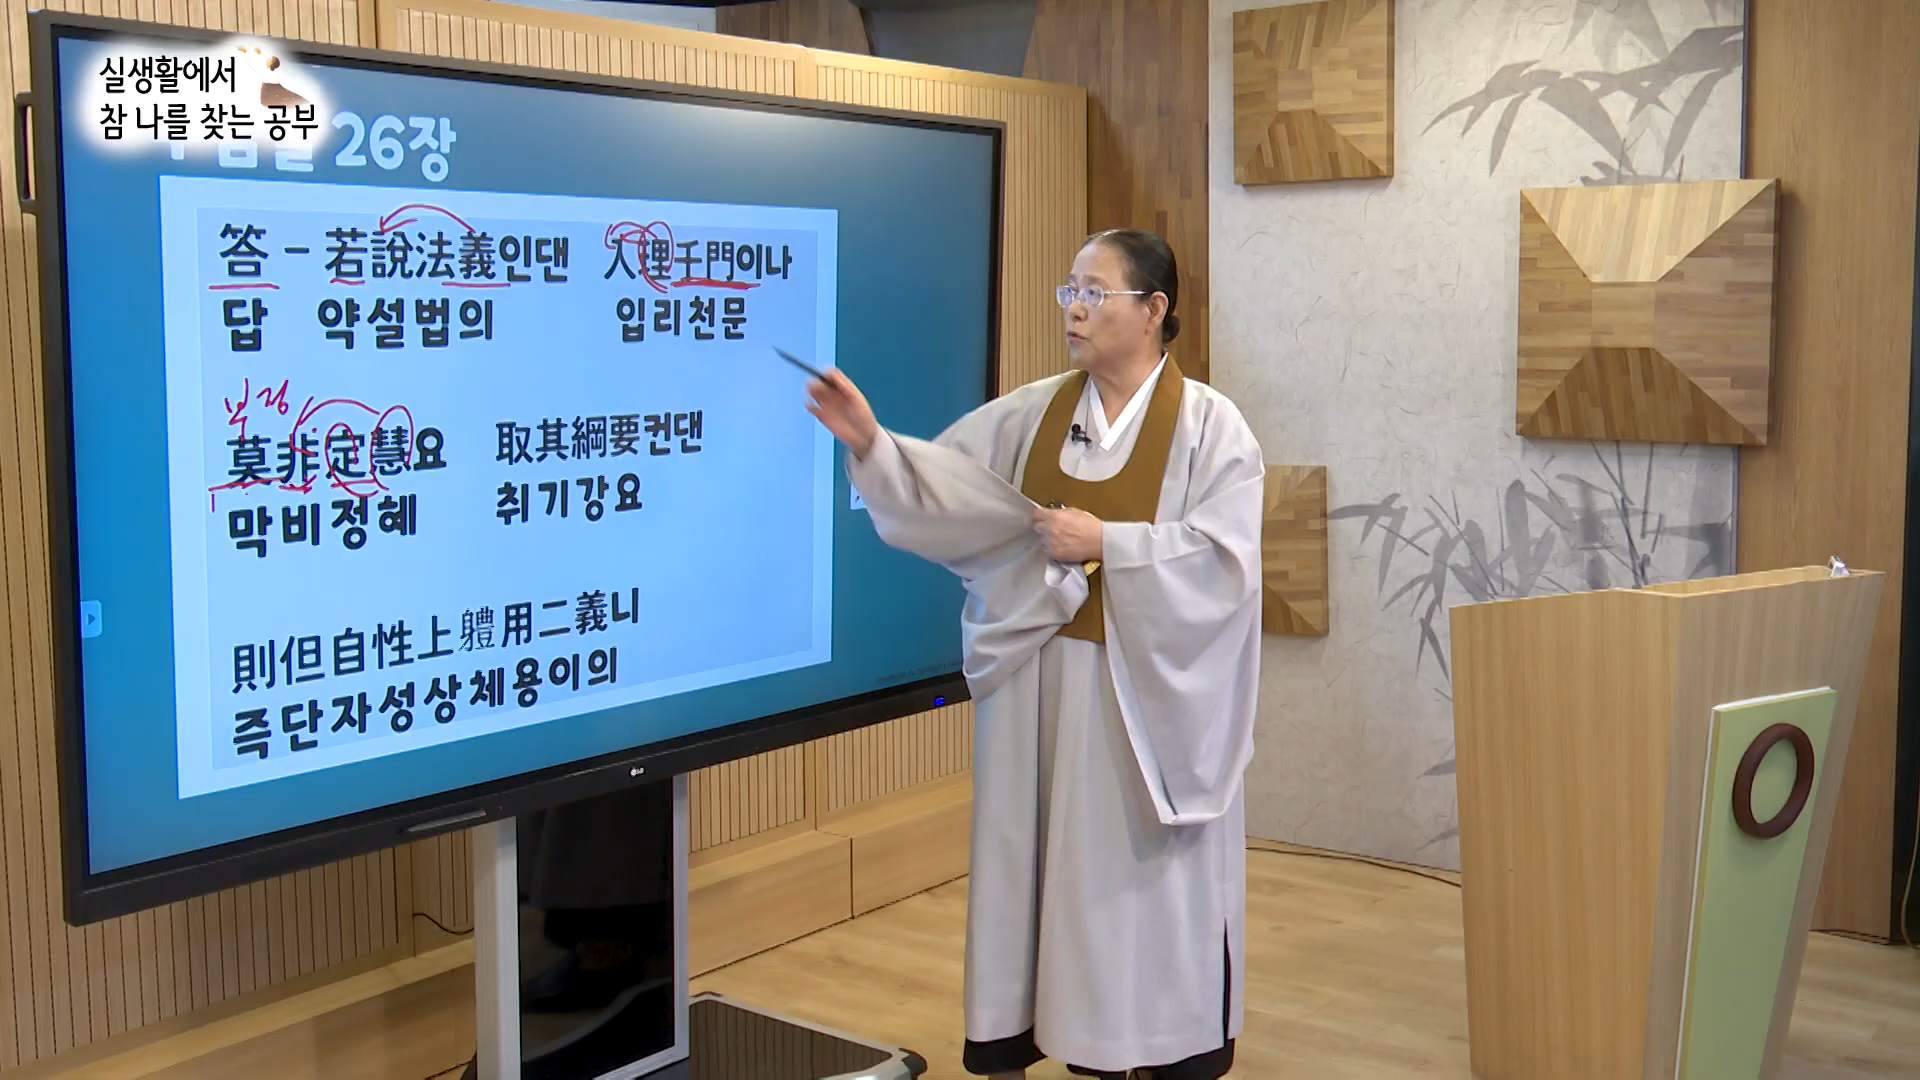 실생활에서
참 나를 찾는 공부
26장
答 - 若說法義인댄 入理千門이나
답 약설법의 입리천문
부정
莫非定慧요 取其綱要컨댄
막비정혜 취기강요
則但自性上體用二義니
즉단자성상체용이의
LG